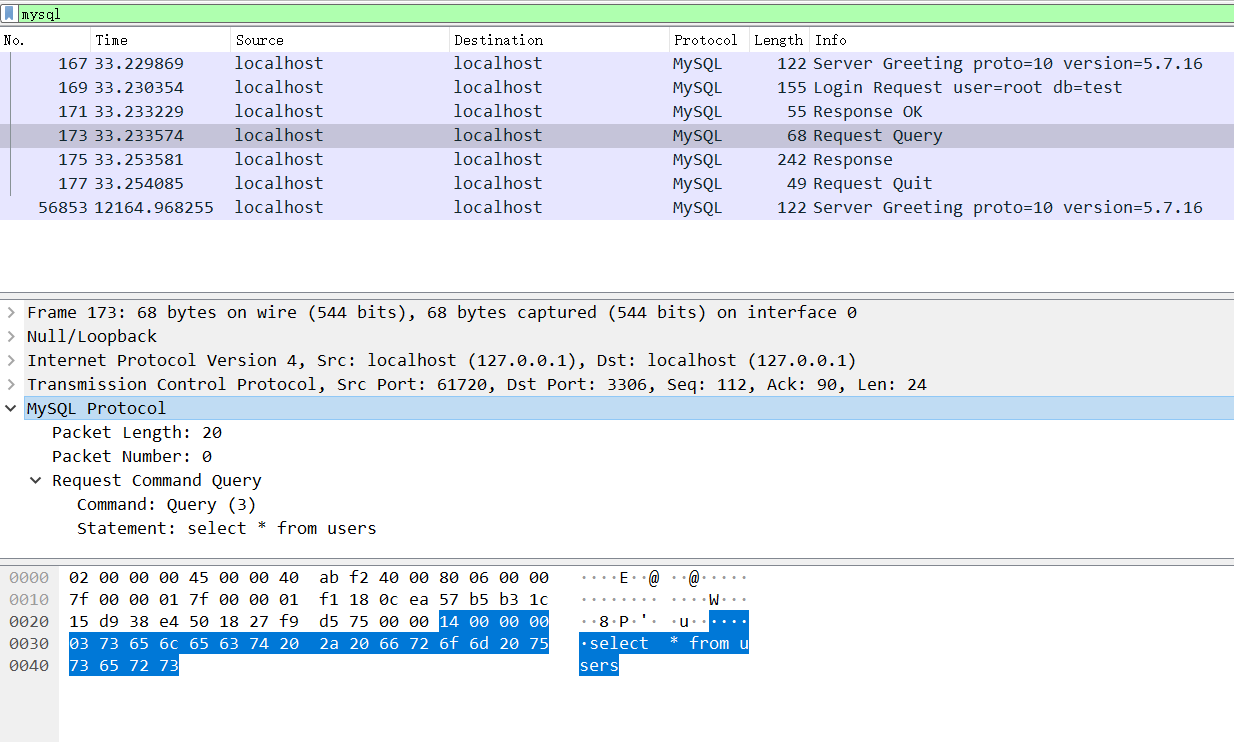 mysql
No. Time Source Destination Protocol Length Info
167 33.229869 localhost localhost MySQL 122 Server Greeting proto=10 version=5.7.16
169 33.230354 localhost localhost MySQL 155 Login Request user=root db=test
171 33.233229 localhost localhost MySQL 55 Response OK
173 33.233574 localhost localhost MySQL 68 Request Query
175 33.253581 localhost localhost MySQL 242 Response
177 33.254085 localhost localhost MySQL 49 Request Quit
56853 12164.968255 localhost localhost MySQL 122 Server Greeting proto=10 version=5.7.16
Frame 173: 68 bytes on wire (544 bits), 68 bytes captured (544 bits) on interface 0
Null/Loopback
Internet Protocol Version 4, Src: localhost (127.0.0.1), Dst: localhost (127.0.0.1)
Transmission Control Protocol, Src Port: 61720, Dst Port: 3306, Seq: 112, Ack: 90, Len: 24
MySQL Protocol
Packet Length: 20
Packet Number: 0
Request Command Query
Command: Query (3)
Statement: select * from users
0000 02 00 00 00 45 00 00 40 ab f2 40 00 80 06 00 00 ····E··@ ··@·····
0010 7f 00 00 01 7f 00 00 01 f1 18 0c ea 57 b5 b3 1c ········ ····W···
0020 15 d9 38 e4 50 18 27 f9 d5 75 00 00 14 00 00 00 ··8·P·'· ·u······
0030 03 73 65 6c 65 63 74 20 2a 20 66 72 6f 6d 20 75 ·select  * from u
0040 73 65 72 73 sers